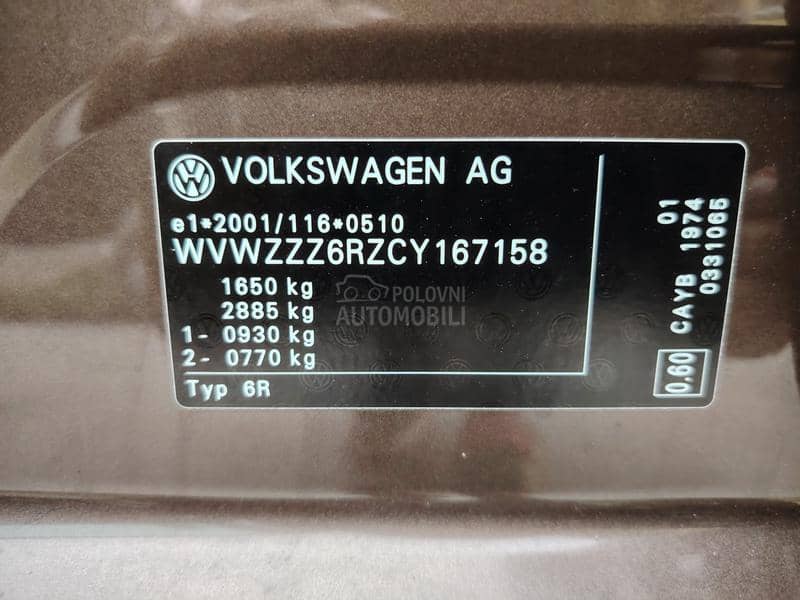 VOLKSWAGEN AG
e1*2001/116*0510
WVWZZZ6RZCY167158
1650 kg
2885 kg
1- 0930 kg
2- 0770 kg
Typ 6R
01
CAYB 1974
0331065
0.60
POLOVNI
AUTOMOBILI